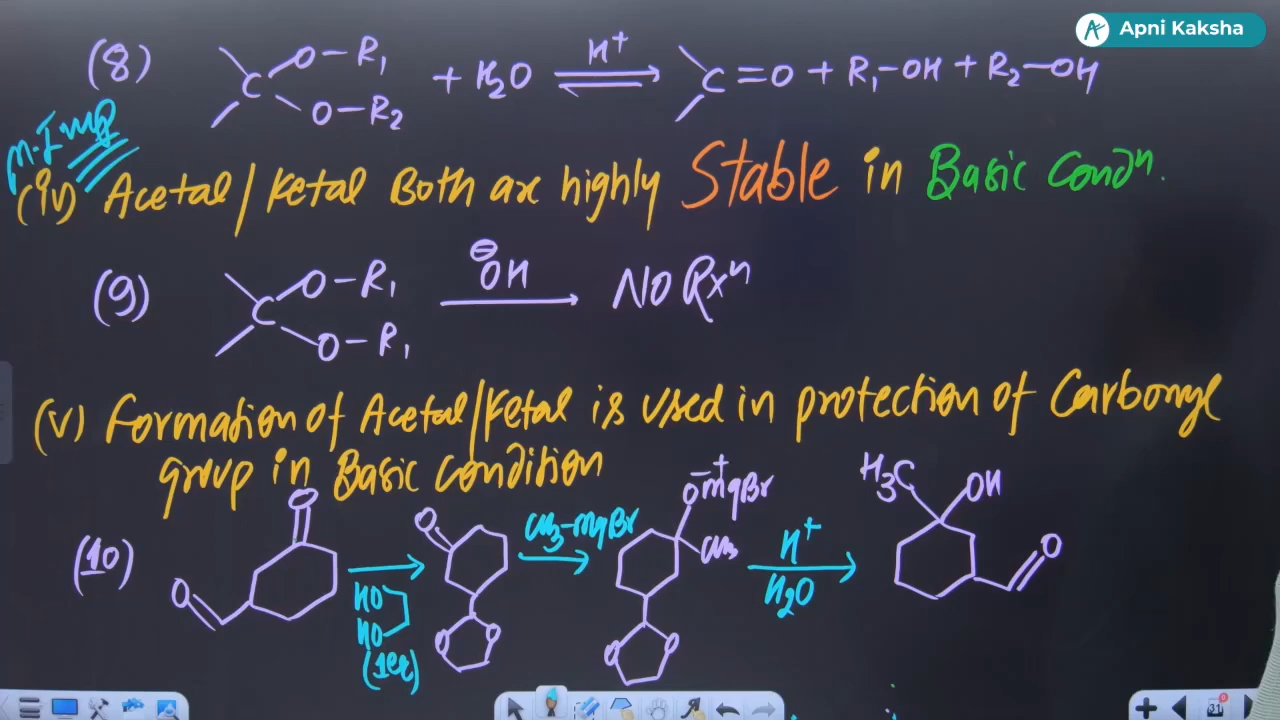 Apni Kaksha
(8) C O-R₁ O-R₂ + H₂O H⁺ C=O + R₁-OH + R₂-OH
M.Imp
(iv) Acetal/Ketal Both are highly Stable in Basic Condⁿ.
(9) C O-R₁ O-R₁ ⊖OH NO Rxⁿ
(v) Formation of Acetal/Ketal is used in protection of Carbonyl
group in Basic condition
(10) O O HO HO (1eq) O O O CH₃-MgBr O⁻⁺MgBr CH₃ O O H⁺ H₂O H₃C OH O
31